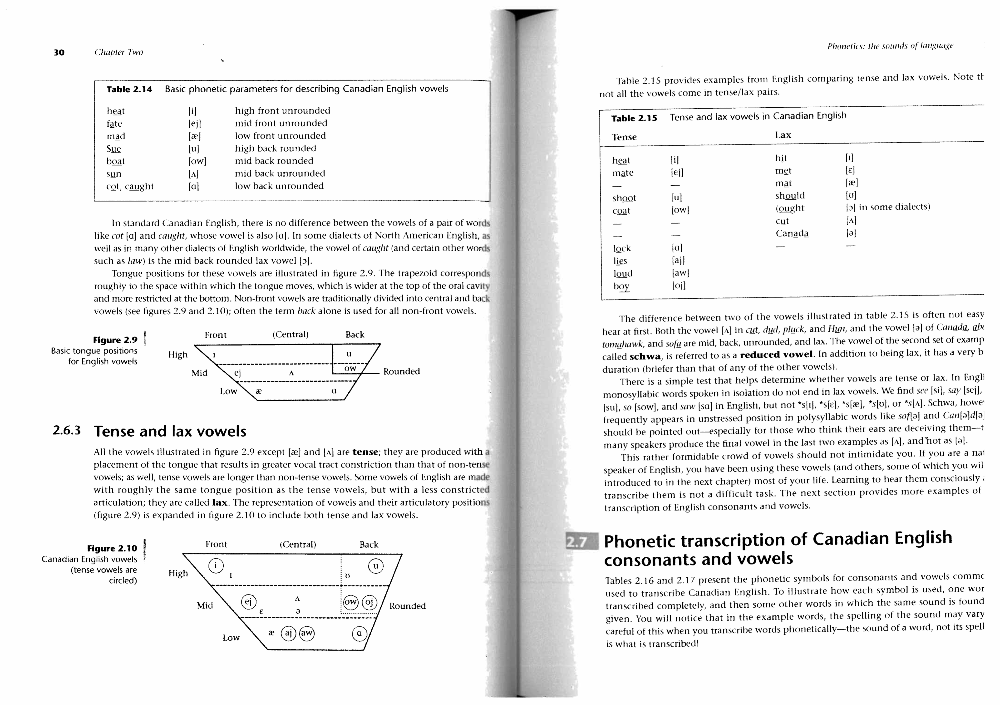 30 Chapter Two
Table 2.14 Basic phonetic parameters for describing Canadian English vowels
heat [i] high front unrounded
fate [ej] mid front unrounded
mad [æ] low front unrounded
Sue [u] high back rounded
boat [ow] mid back rounded
sun [ʌ] mid back unrounded
cot, caught [ɑ] low back unrounded
In standard Canadian English, there is no difference between the vowels of a pair of words
like cot [ɑ] and caught, whose vowel is also [ɑ]. In some dialects of North American English, as
well as in many other dialects of English worldwide, the vowel of caught (and certain other words
such as law) is the mid back rounded lax vowel [ɔ].
Tongue positions for these vowels are illustrated in figure 2.9. The trapezoid corresponds
roughly to the space within which the tongue moves, which is wider at the top of the oral cavity
and more restricted at the bottom. Non-front vowels are traditionally divided into central and back
vowels (see figures 2.9 and 2.10); often the term back alone is used for all non-front vowels.
Figure 2.9
Basic tongue positions
for English vowels
Front (Central) Back
High i u
Mid ej ʌ ow Rounded
Low æ ɑ
2.6.3 Tense and lax vowels
All the vowels illustrated in figure 2.9 except [æ] and [ʌ] are tense; they are produced with a
placement of the tongue that results in greater vocal tract constriction than that of non-tense
vowels; as well, tense vowels are longer than non-tense vowels. Some vowels of English are made
with roughly the same tongue position as the tense vowels, but with a less constricted
articulation; they are called lax. The representation of vowels and their articulatory positions
(figure 2.9) is expanded in figure 2.10 to include both tense and lax vowels.
Figure 2.10
Canadian English vowels
(tense vowels are
circled)
Front (Central) Back
High i ɪ ʊ u
Mid ej ɛ ʌ ə ow oj Rounded
Low æ aj aw ɑ
Phonetics: the sounds of language
Table 2.15 provides examples from English comparing tense and lax vowels. Note
not all the vowels come in tense/lax pairs.
Table 2.15 Tense and lax vowels in Canadian English
Tense Lax
heat [i] hit [ɪ]
mate [ej] met [ɛ]
— — mat [æ]
shoot [u] should [ʊ]
coat [ow] (ought [ɔ] in some dialects)
— — cut [ʌ]
— — Canada [ə]
lock [ɑ] — —
lies [aj]
loud [aw]
boy [oj]
The difference between two of the vowels illustrated in table 2.15 is often not easy
hear at first. Both the vowel [ʌ] in cut, dud, pluck, and Hun, and the vowel [ə] of Canada,
tomahawk, and sofa are mid, back, unrounded, and lax. The vowel of the second set of examp
called schwa, is referred to as a reduced vowel. In addition to being lax, it has a very b
duration (briefer than that of any of the other vowels).
There is a simple test that helps determine whether vowels are tense or lax. In Engli
monosyllabic words spoken in isolation do not end in lax vowels. We find see [si], say [sej],
[su], so [sow], and saw [sɑ] in English, but not *s[ɪ], *s[ɛ], *s[æ], *s[ʊ], or *s[ʌ]. Schwa, howe
frequently appears in unstressed position in polysyllabic words like sof[ə] and Can[ə]d[ə]
should be pointed out—especially for those who think their ears are deceiving them—t
many speakers produce the final vowel in the last two examples as [ʌ], and not as [ə].
This rather formidable crowd of vowels should not intimidate you. If you are a nat
speaker of English, you have been using these vowels (and others, some of which you wil
introduced to in the next chapter) most of your life. Learning to hear them consciously
transcribe them is not a difficult task. The next section provides more examples of
transcription of English consonants and vowels.
2.7 Phonetic transcription of Canadian English
consonants and vowels
Tables 2.16 and 2.17 present the phonetic symbols for consonants and vowels comm
used to transcribe Canadian English. To illustrate how each symbol is used, one wor
transcribed completely, and then some other words in which the same sound is found
given. You will notice that in the example words, the spelling of the sound may vary
careful of this when you transcribe words phonetically—the sound of a word, not its spell
is what is transcribed!